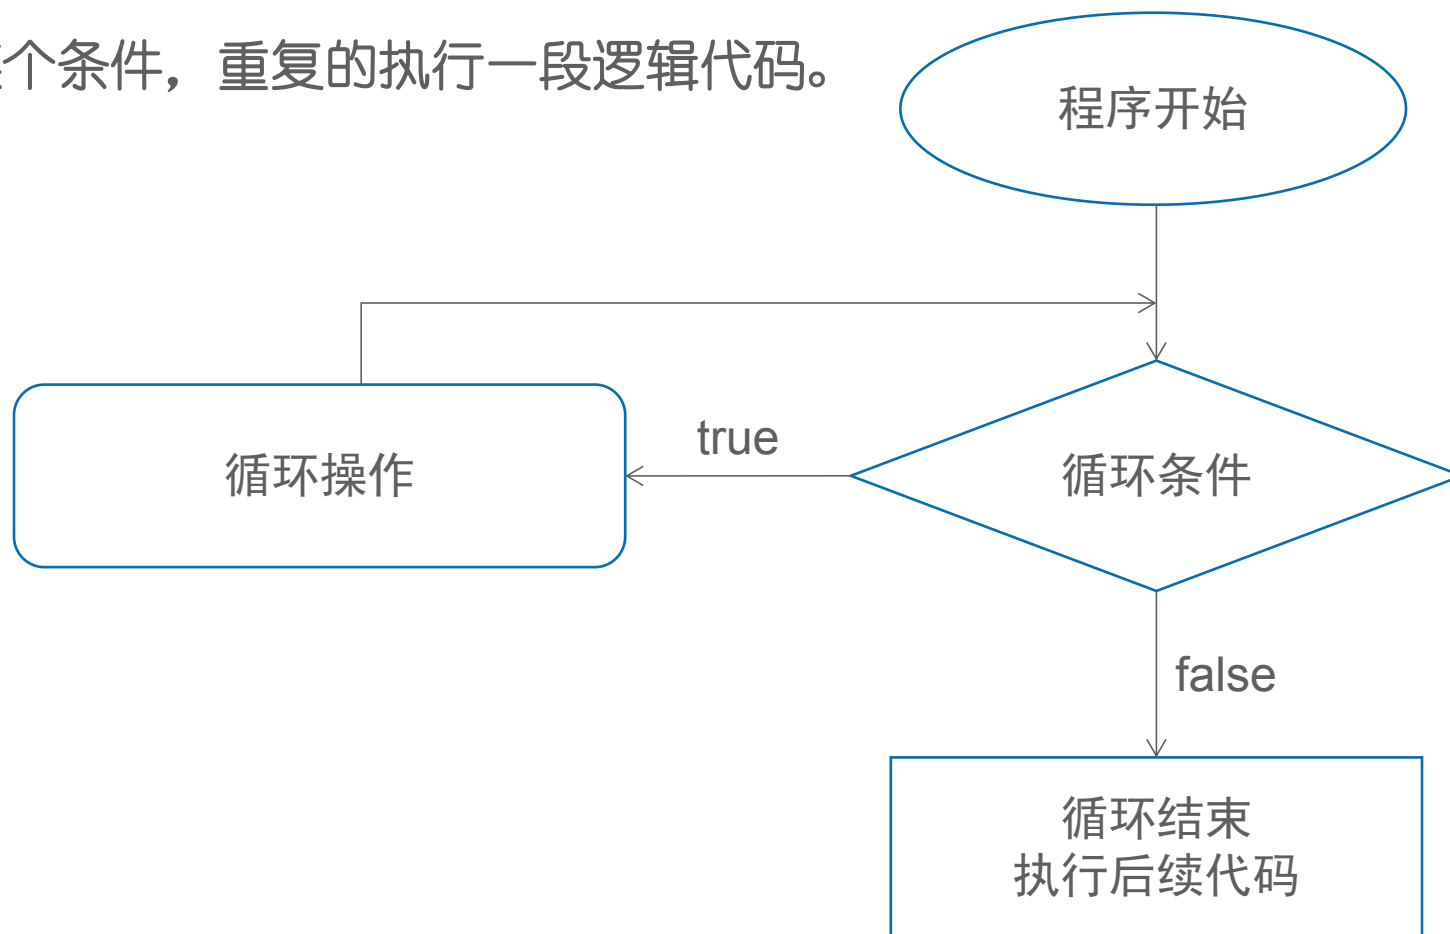 个条件，重复的执行一段逻辑代码。
程序开始
true
循环操作
循环条件
false
循环结束
执行后续代码